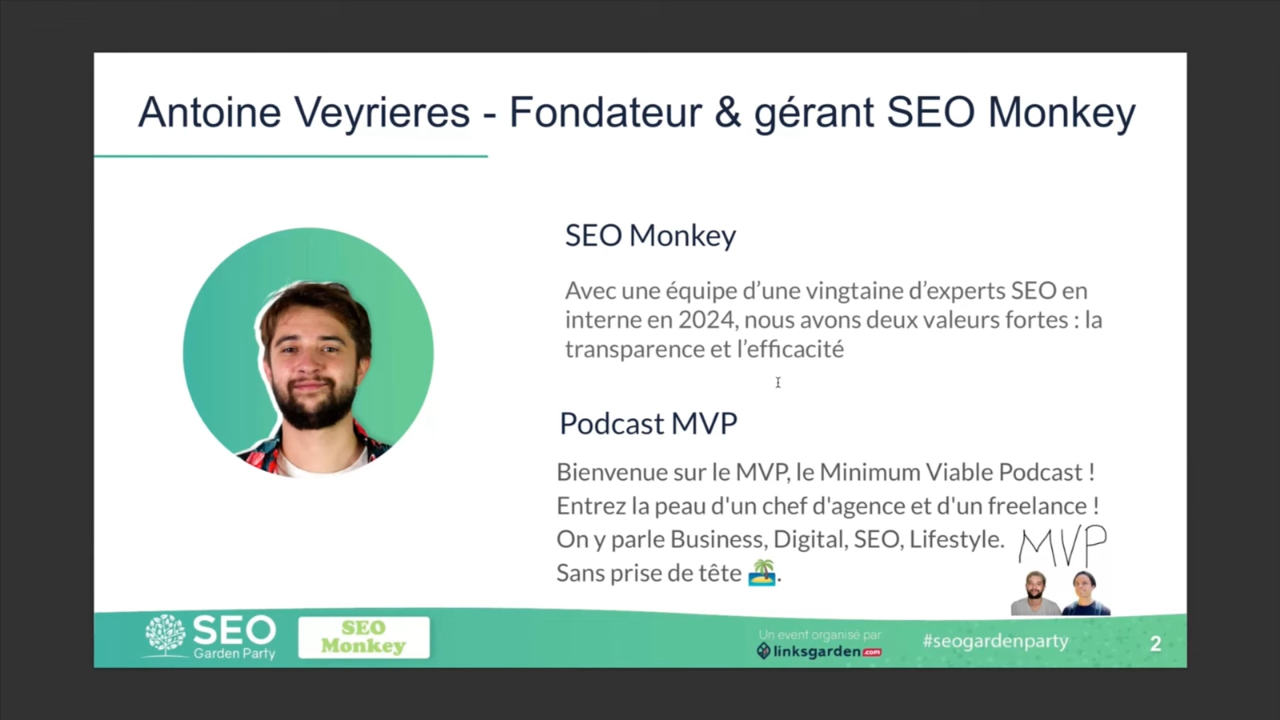 Antoine Veyrieres - Fondateur & gérant SEO Monkey
SEO Monkey
Avec une équipe d’une vingtaine d’experts SEO en
interne en 2024, nous avons deux valeurs fortes : la
transparence et l’efficacité
Podcast MVP
Bienvenue sur le MVP, le Minimum Viable Podcast !
Entrez la peau d'un chef d'agence et d'un freelance !
On y parle Business, Digital, SEO, Lifestyle.
Sans prise de tête 🏝️.
MVP
SEO
Garden Party
SEO
Monkey
Un event organisé par
linksgarden.com
#seogardenparty
2